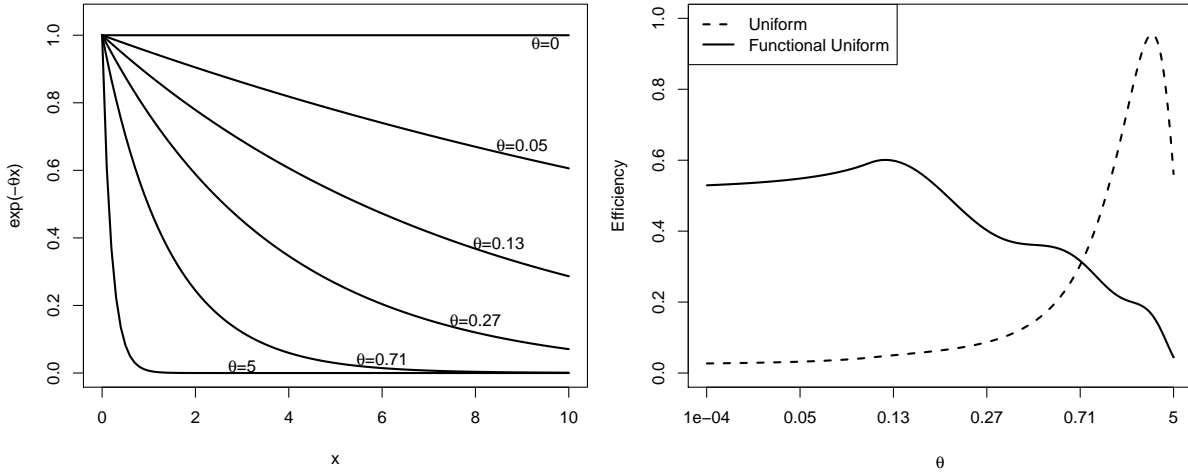 exp(−θx)
1.0
0.8
0.6
0.4
0.2
0.0
θ=0
θ=0.05
θ=0.13
θ=0.27
θ=0.71
θ=5
0 2 4 6 8 10
x
Efficiency
1.0
0.8
0.6
0.4
0.2
0.0
Uniform
Functional Uniform
1e−04 0.05 0.13 0.27 0.71 5
θ